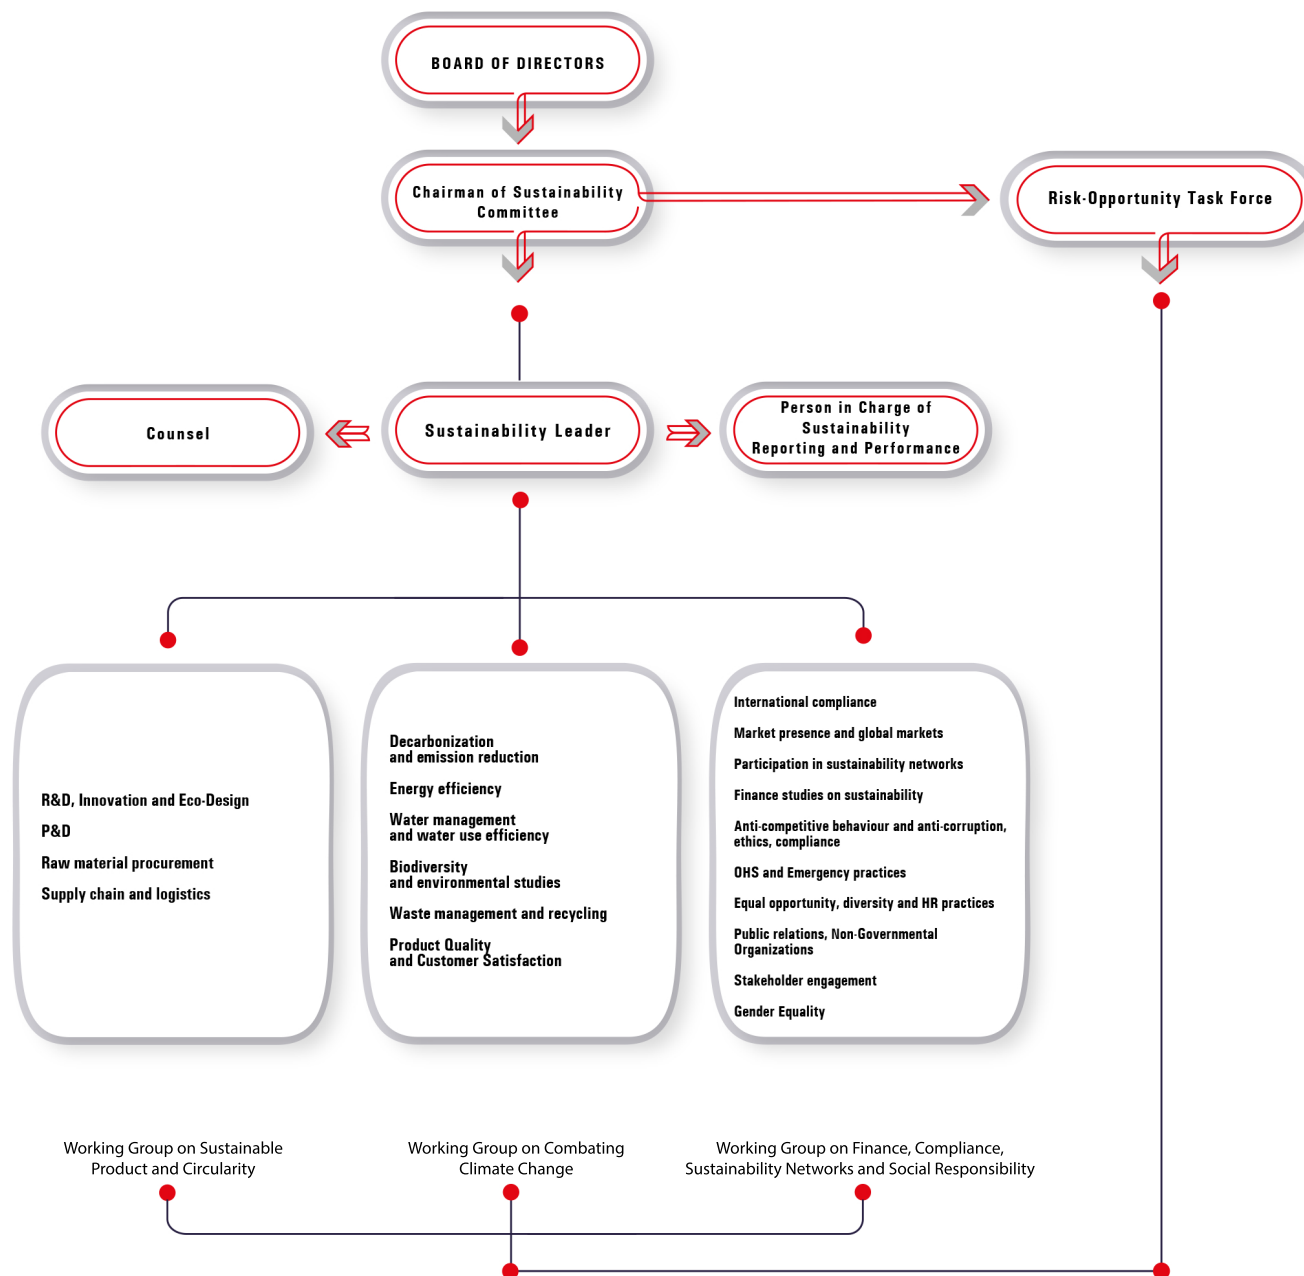 BOARD OF DIRECTORS
Chairman of Sustainability
Committee
Risk-Opportunity Task Force
Counsel
Sustainability Leader
Person in Charge of
Sustainability
Reporting and Performance
R&D, Innovation and Eco-Design
P&D
Raw material procurement
Supply chain and logistics
Decarbonization
and emission reduction
Energy efficiency
Water management
and water use efficiency
Biodiversity
and environmental studies
Waste management and recycling
Product Quality
and Customer Satisfaction
International compliance
Market presence and global markets
Participation in sustainability networks
Finance studies on sustainability
Anti-competitive behaviour and anti-corruption,
ethics, compliance
OHS and Emergency practices
Equal opportunity, diversity and HR practices
Public relations, Non-Governmental
Organizations
Stakeholder engagement
Gender Equality
Working Group on Sustainable
Product and Circularity
Working Group on Combating
Climate Change
Working Group on Finance, Compliance,
Sustainability Networks and Social Responsibility